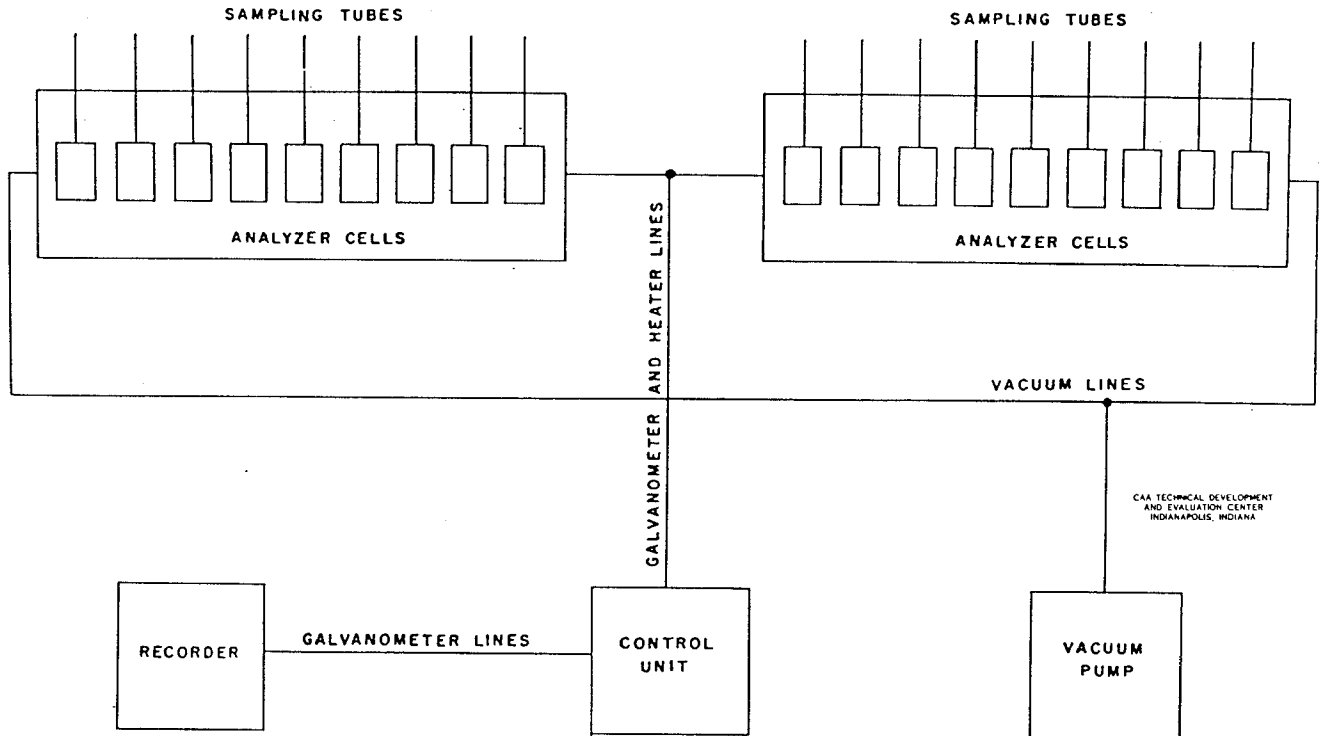 SAMPLING TUBES
SAMPLING TUBES
ANALYZER CELLS
ANALYZER CELLS
GALVANOMETER AND HEATER LINES
VACUUM LINES
CAA TECHNICAL DEVELOPMENT
AND EVALUATION CENTER
INDIANAPOLIS, INDIANA
RECORDER
GALVANOMETER LINES
CONTROL
UNIT
VACUUM
PUMP